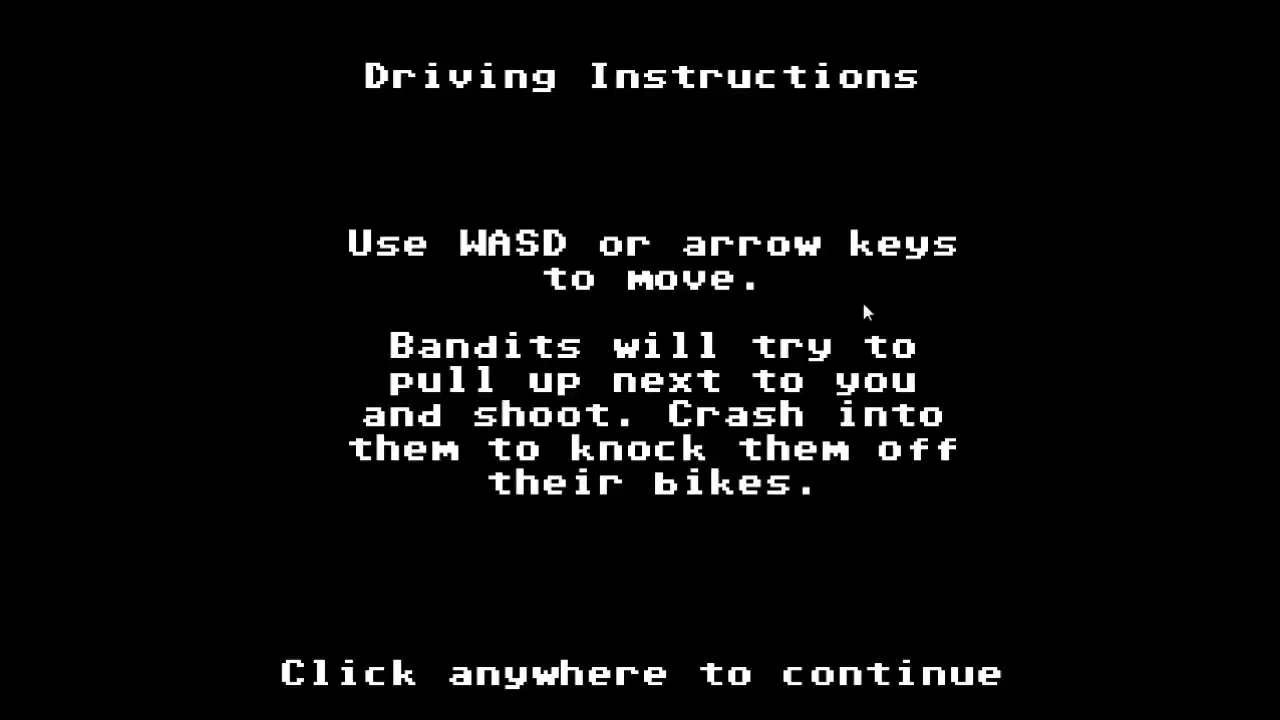 Driving Instructions
Use WASD or arrow keys
to move.
Bandits will try to
pull up next to you
and shoot. Crash into
them to knock them off
their bikes.
Click anywhere to continue